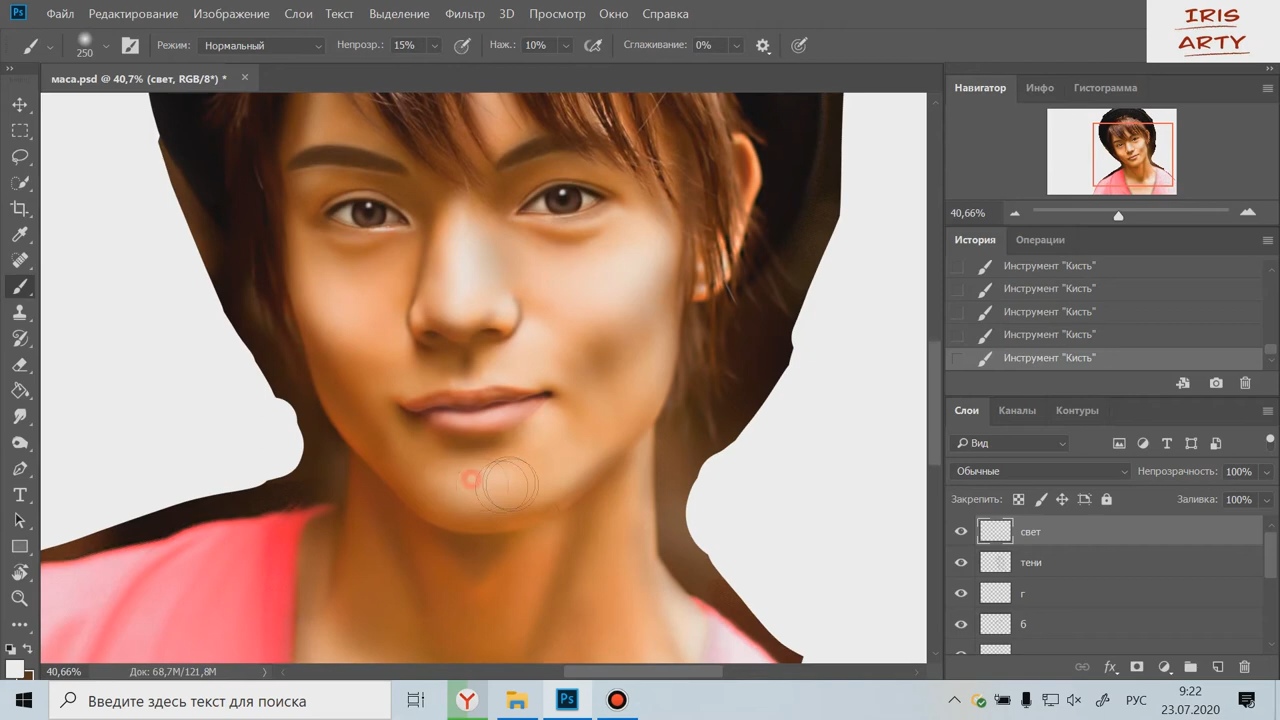 Ps
Файл Редактирование Изображение Слои Текст Выделение Фильтр 3D Просмотр Окно Справка
IRIS
ARTY
250 Режим: Нормальный Непрозр.: 15% Наж.: 10% Сглаживание: 0%
маса.psd @ 40,7% (свет, RGB/8*) *
Навигатор Инфо Гистограмма
40,66%
История Операции
Инструмент "Кисть"
Инструмент "Кисть"
Инструмент "Кисть"
Инструмент "Кисть"
Инструмент "Кисть"
Слои Каналы Контуры
Вид
Обычные Непрозрачность: 100%
Закрепить: Заливка: 100%
свет
тени
г
б
40,66% Док: 68,7M/121,8M
Введите здесь текст для поиска
Ps
РУС
9:22
23.07.2020